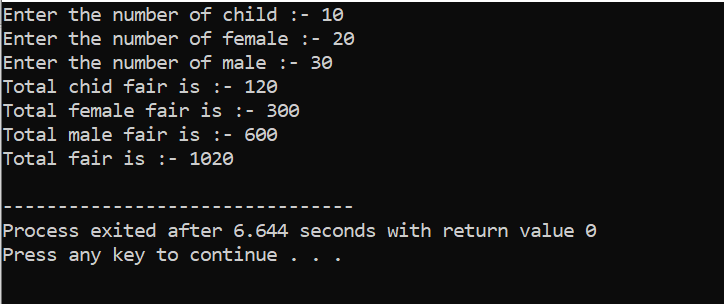 Enter the number of child :- 10
Enter the number of female :- 20
Enter the number of male :- 30
Total chid fair is :- 120
Total female fair is :- 300
Total male fair is :- 600
Total fair is :- 1020
--------------------------------
Process exited after 6.644 seconds with return value 0
Press any key to continue . . .